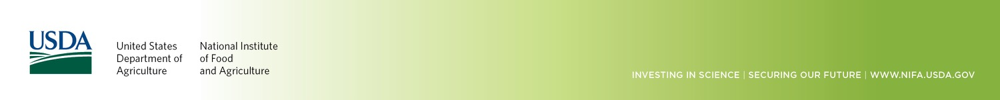 USDA
United States
Department of
Agriculture
National Institute
of Food
and Agriculture
INVESTING IN SCIENCE | SECURING OUR FUTURE | WWW.NIFA.USDA.GOV